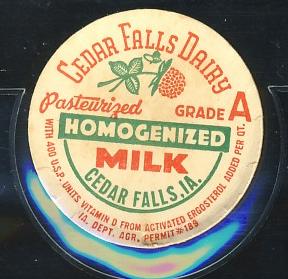 CEDAR FALLS DAIRY
Pasteurized GRADE A
HOMOGENIZED
MILK
CEDAR FALLS, IA.
WITH 400 U.S.P. UNITS VITAMIN D FROM ACTIVATED ERGOSTEROL ADDED PER QT.
IA. DEPT. AGR. PERMIT #189